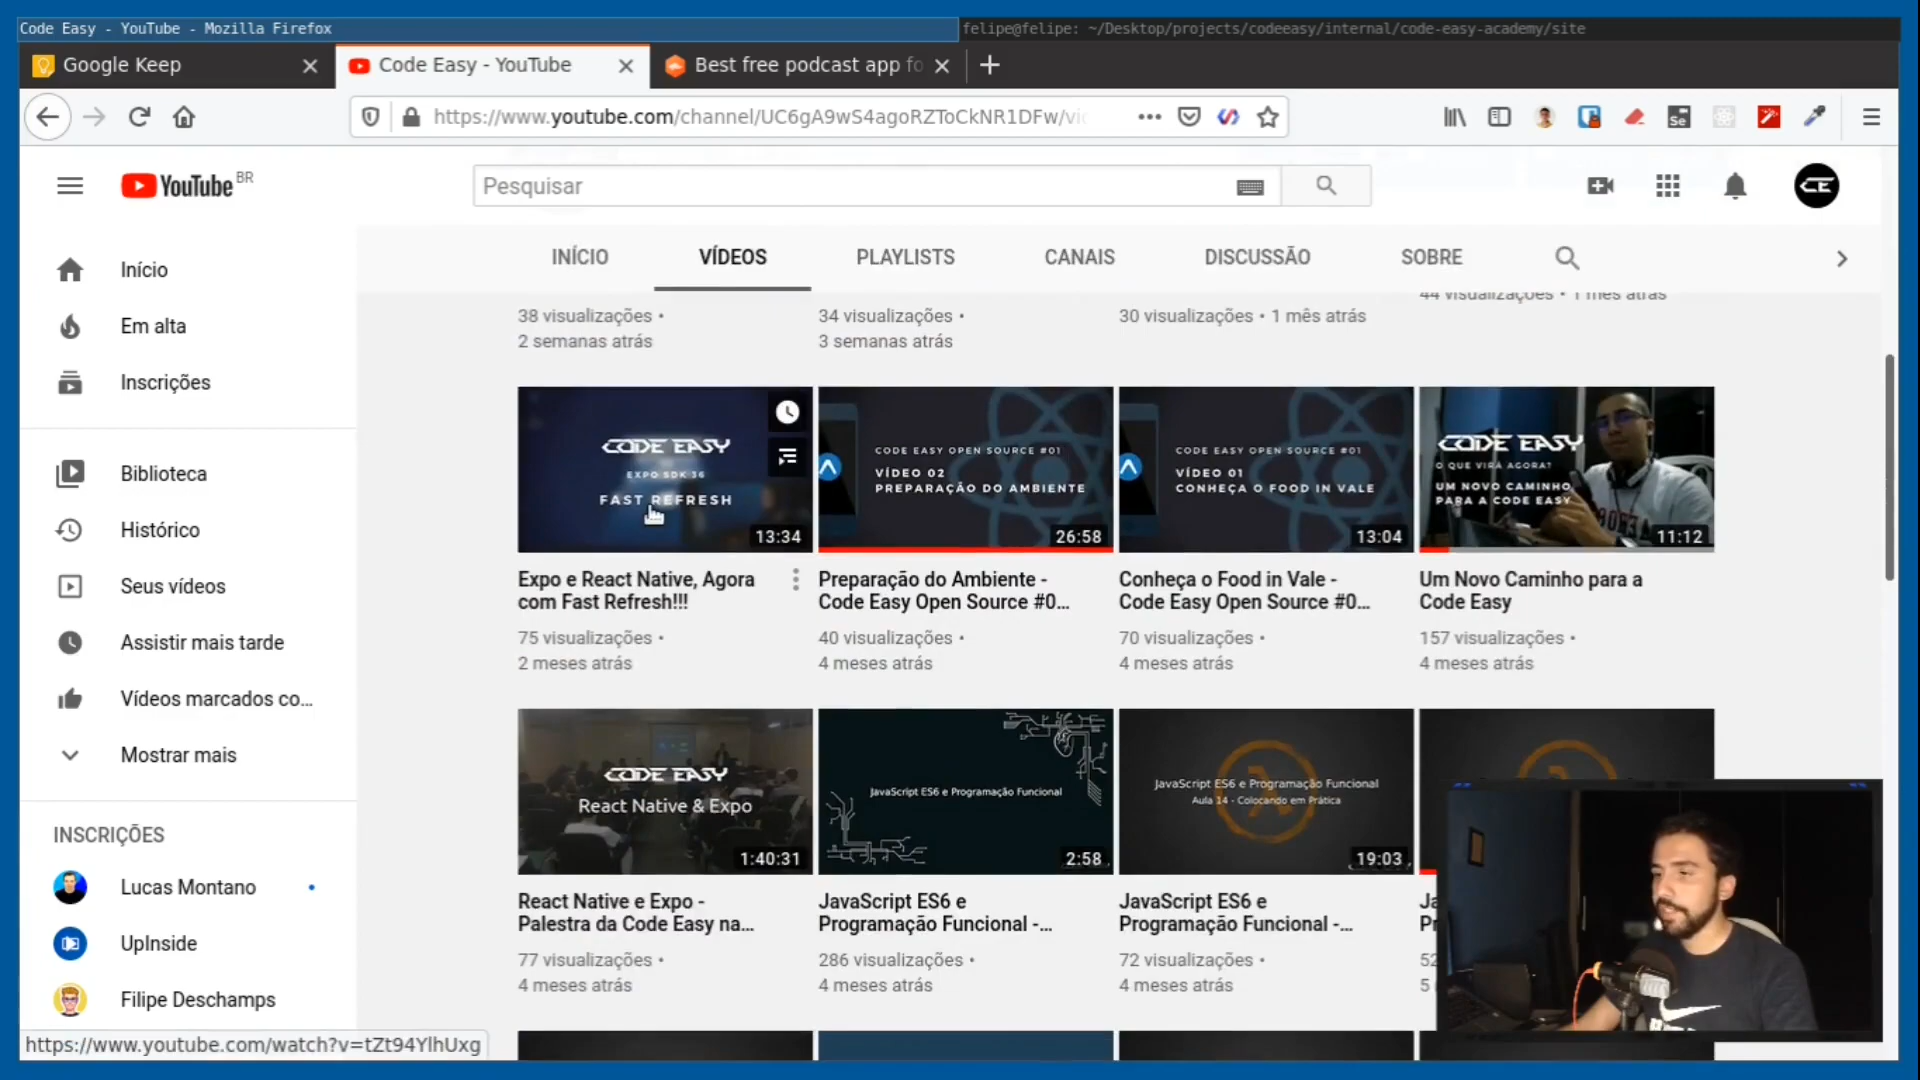 Code Easy - YouTube - Mozilla Firefox
felipe@felipe: ~/Desktop/projects/codeeasy/internal/code-easy-academy/site
Google Keep
Code Easy - YouTube
Best free podcast app fo
https://www.youtube.com/channel/UC6gA9wS4agoRZToCkNR1DFw/vi
Se
YouTube BR
Pesquisar
CE
INÍCIO
VÍDEOS
PLAYLISTS
CANAIS
DISCUSSÃO
SOBRE
Início
Em alta
Inscrições
Biblioteca
Histórico
Seus vídeos
Assistir mais tarde
Vídeos marcados co...
Mostrar mais
INSCRIÇÕES
Lucas Montano
UpInside
Filipe Deschamps
38 visualizações •
2 semanas atrás
34 visualizações •
3 semanas atrás
30 visualizações • 1 mês atrás
44 visualizações • 1 mês atrás
CODE EASY
EXPO SDK 36
FAST REFRESH
13:34
Expo e React Native, Agora
com Fast Refresh!!!
75 visualizações •
2 meses atrás
CODE EASY OPEN SOURCE #01
VÍDEO 02
PREPARAÇÃO DO AMBIENTE
26:58
Preparação do Ambiente -
Code Easy Open Source #0...
40 visualizações •
4 meses atrás
CODE EASY OPEN SOURCE #01
VÍDEO 01
CONHEÇA O FOOD IN VALE
13:04
Conheça o Food in Vale -
Code Easy Open Source #0...
70 visualizações •
4 meses atrás
CODE EASY
O QUE VIRÁ AGORA?
UM NOVO CAMINHO
PARA A CODE EASY
11:12
Um Novo Caminho para a
Code Easy
157 visualizações •
4 meses atrás
CODE EASY
React Native & Expo
1:40:31
React Native e Expo -
Palestra da Code Easy na...
77 visualizações •
4 meses atrás
JavaScript ES6 e Programação Funcional
2:58
JavaScript ES6 e
Programação Funcional -...
286 visualizações •
4 meses atrás
JavaScript ES6 e Programação Funcional
Aula 14 - Colocando em Prática
19:03
JavaScript ES6 e
Programação Funcional -...
72 visualizações •
4 meses atrás
Ja
Pr
52
5
https://www.youtube.com/watch?v=tZt94YlhUxg